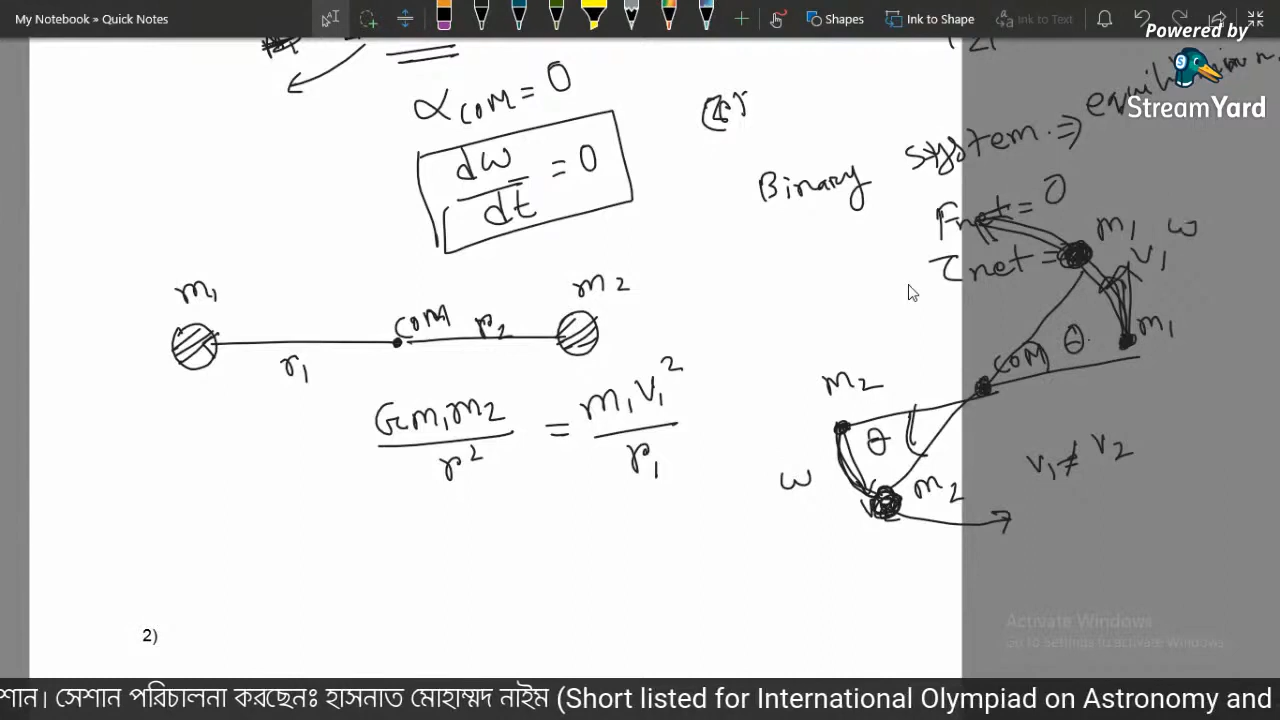 My Notebook » Quick Notes
Shapes
Ink to Shape
Ink to Text
Powered by
StreamYard
α COM = 0
dω/dt = 0
Binary system ⇒ equilibrium
Fnet = 0
τnet =
m₁ ω
v₁
m₁
m₁
COM
r₂
m₂
r₁
COM θ
m₂
θ
ω
m₂
v₁ ≠ v₂
Gm₁m₂/r² = m₁v₁²/r₁
2)
Activate Windows
Go to Settings to activate Windows.
শান। সেশান পরিচালনা করছেনঃ হাসনাত মোহাম্মদ নাইম (Short listed for International Olympiad on Astronomy and